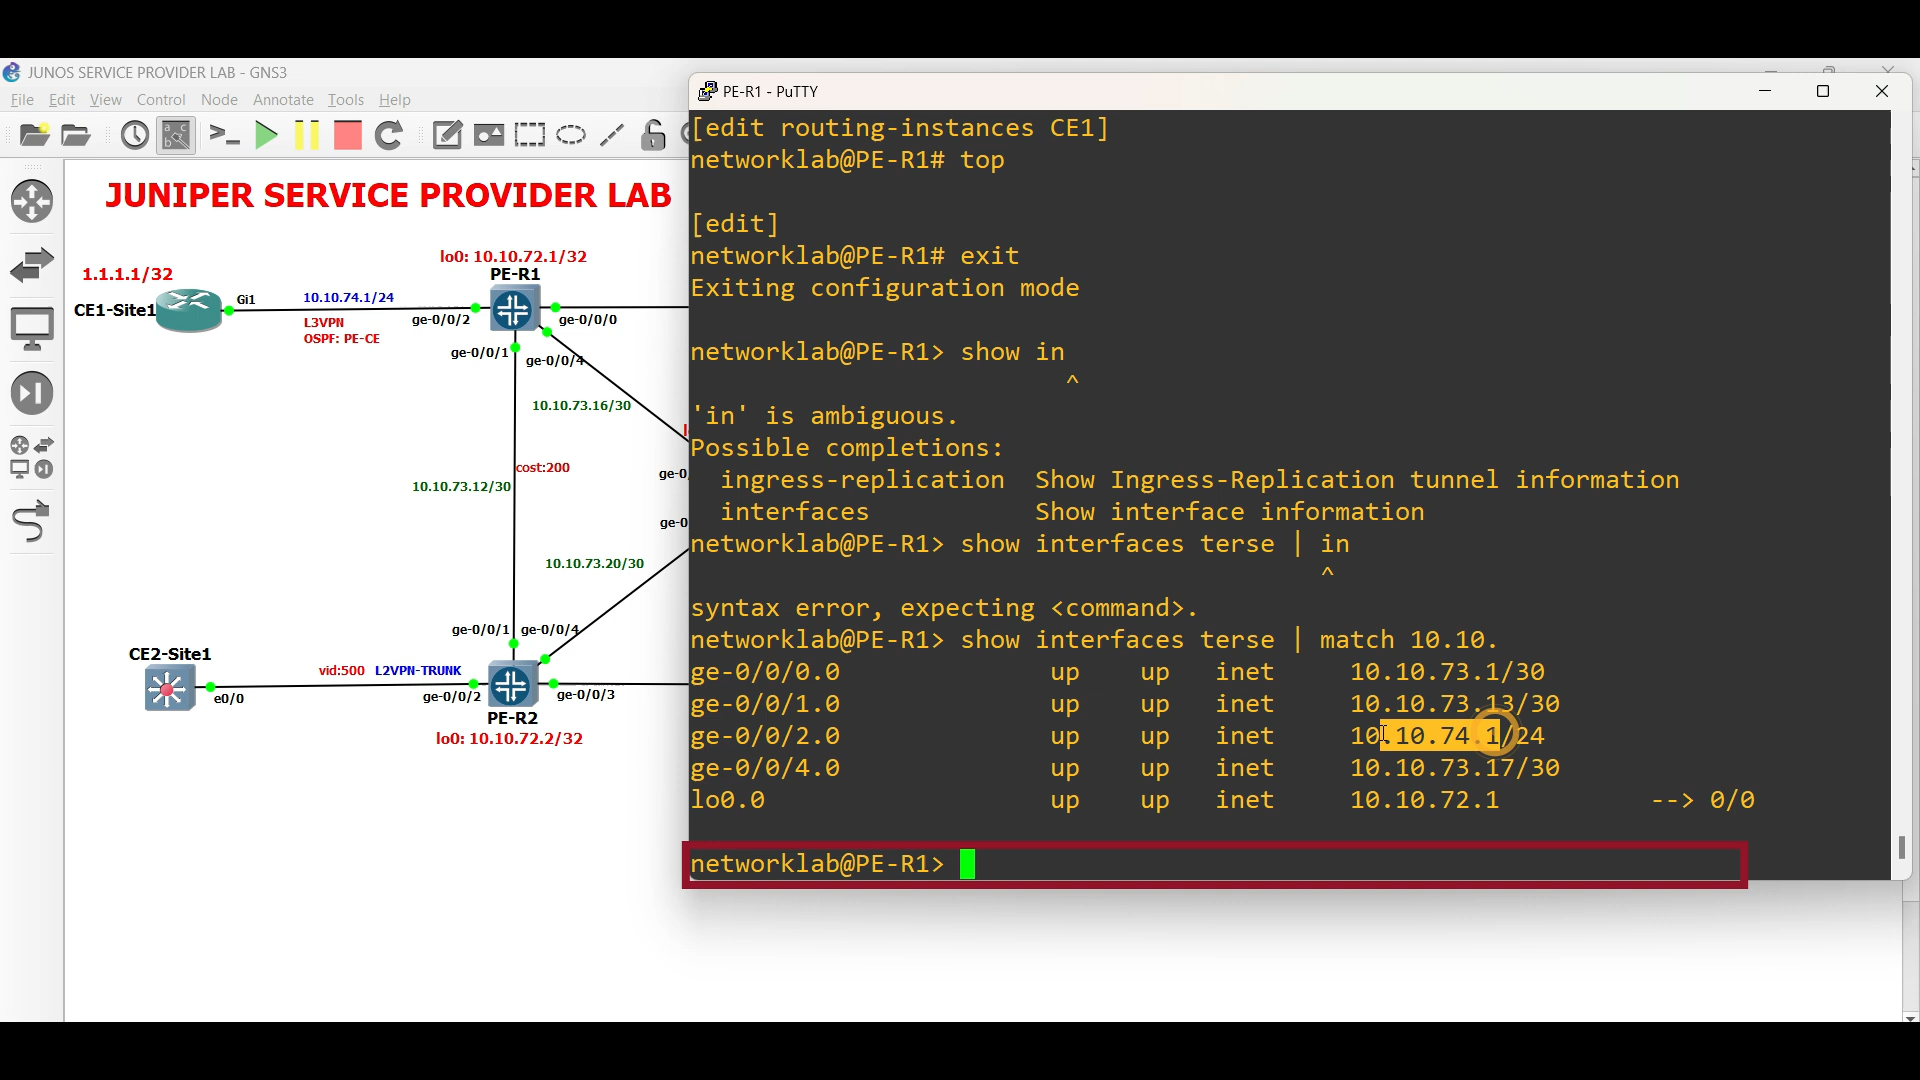 JUNOS SERVICE PROVIDER LAB - GNS3
File Edit View Control Node Annotate Tools Help
JUNIPER SERVICE PROVIDER LAB
lo0: 10.10.72.1/32
PE-R1
1.1.1.1/32
CE1-Site1
Gi1
10.10.74.1/24
L3VPN
OSPF: PE-CE
ge-0/0/2
ge-0/0/0
ge-0/0/1
ge-0/0/4
10.10.73.16/30
cost:200
10.10.73.12/30
10.10.73.20/30
ge-0/0/1
ge-0/0/4
CE2-Site1
vid:500 L2VPN-TRUNK
e0/0
ge-0/0/2
ge-0/0/3
PE-R2
lo0: 10.10.72.2/32
PE-R1 - PuTTY
[edit routing-instances CE1]
networklab@PE-R1# top
[edit]
networklab@PE-R1# exit
Exiting configuration mode
networklab@PE-R1> show in
^
'in' is ambiguous.
Possible completions:
ingress-replication Show Ingress-Replication tunnel information
interfaces Show interface information
networklab@PE-R1> show interfaces terse | in
^
syntax error, expecting <command>.
networklab@PE-R1> show interfaces terse | match 10.10.
ge-0/0/0.0 up up inet 10.10.73.1/30
ge-0/0/1.0 up up inet 10.10.73.13/30
ge-0/0/2.0 up up inet 10.10.74.1/24
ge-0/0/4.0 up up inet 10.10.73.17/30
lo0.0 up up inet 10.10.72.1 --> 0/0
networklab@PE-R1>